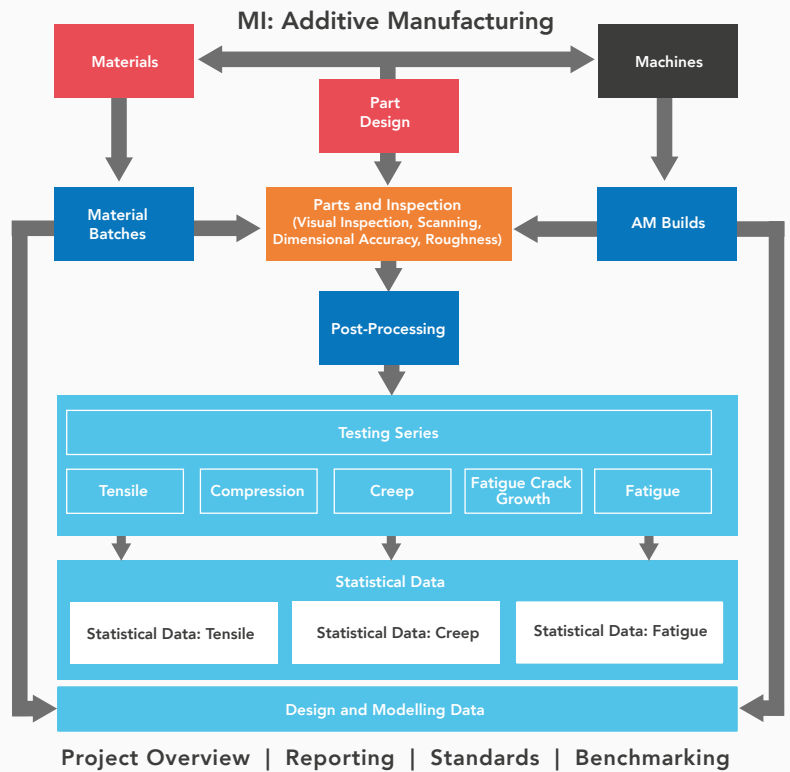 MI: Additive Manufacturing
Materials
Machines
Part
Design
Material
Batches
Parts and Inspection
(Visual Inspection, Scanning,
Dimensional Accuracy, Roughness)
AM Builds
Post-Processing
Testing Series
Tensile
Compression
Creep
Fatigue Crack
Growth
Fatigue
Statistical Data
Statistical Data: Tensile
Statistical Data: Creep
Statistical Data: Fatigue
Design and Modelling Data
Project Overview | Reporting | Standards | Benchmarking